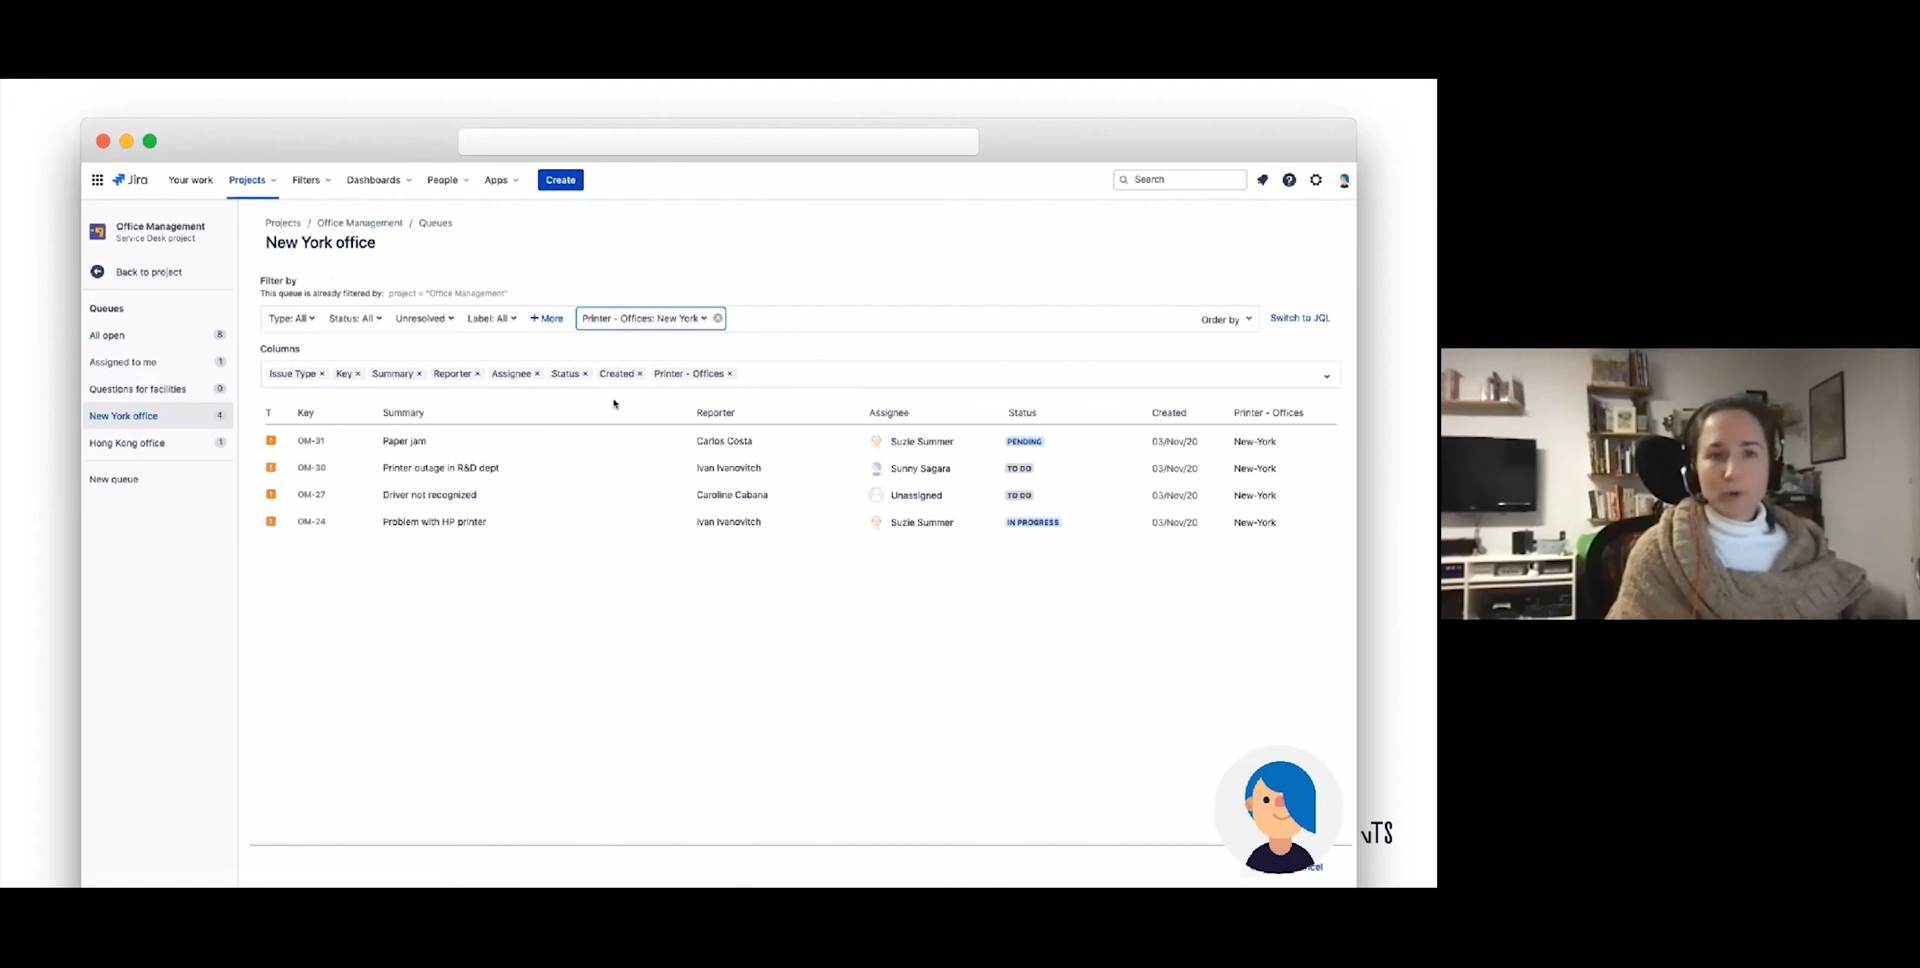 Jira Your work Projects Filters Dashboards People Apps Create Search
Office Management
Service Desk project
Back to project
Queues
All open 8
Assigned to me 1
Questions for facilities 0
New York office 4
Hong Kong office 1
New queue
Projects / Office Management / Queues
New York office
Filter by
This queue is already filtered by: project = "Office Management"
Type: All Status: All Unresolved Label: All + More Printer - Offices: New York Order by Switch to JQL
Columns
Issue Type × Key × Summary × Reporter × Assignee × Status × Created × Printer - Offices ×
T Key Summary Reporter Assignee Status Created Printer - Offices
OM-31 Paper jam Carlos Costa Suzie Summer PENDING 03/Nov/20 New-York
OM-30 Printer outage in R&D dept Ivan Ivanovitch Sunny Sagara TO DO 03/Nov/20 New-York
OM-27 Driver not recognized Caroline Cabana Unassigned TO DO 03/Nov/20 New-York
OM-24 Problem with HP printer Ivan Ivanovitch Suzie Summer IN PROGRESS 03/Nov/20 New-York